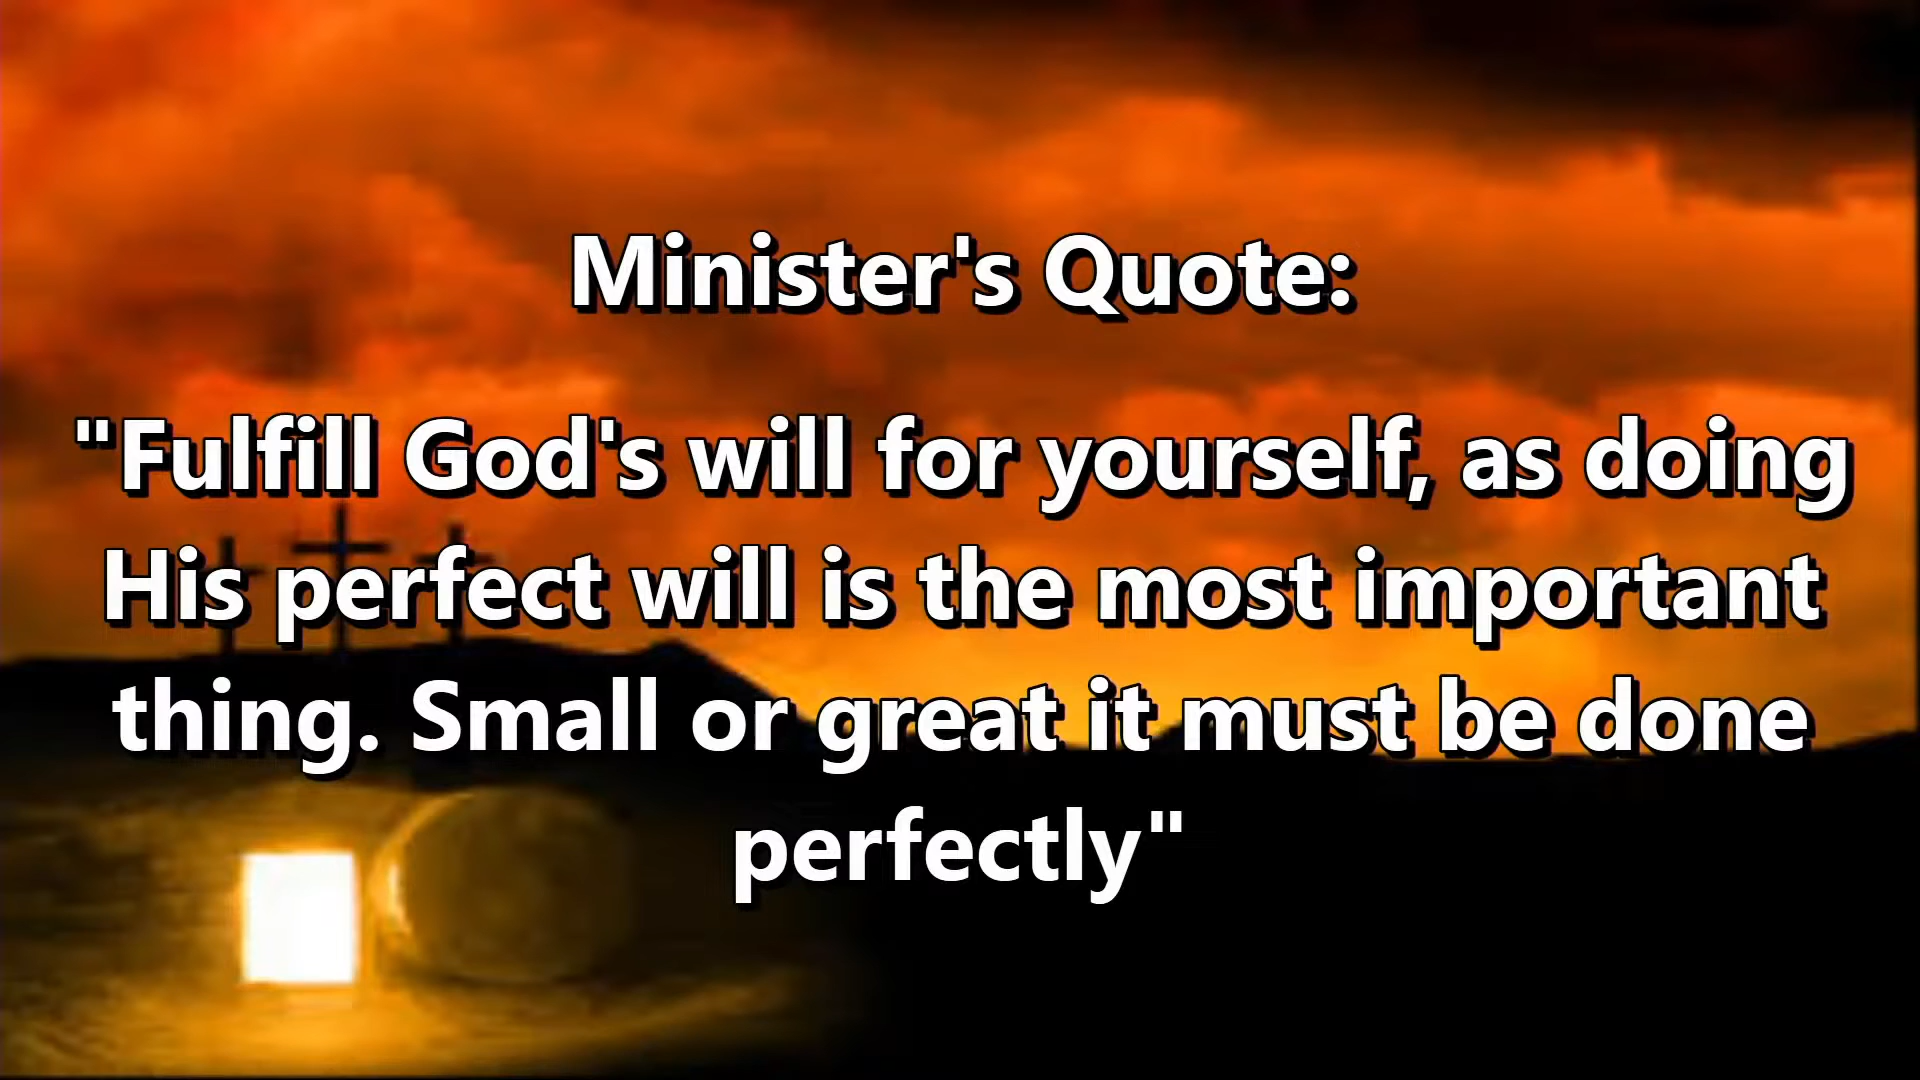 Minister's Quote:
"Fulfill God's will for yourself, as doing
His perfect will is the most important
thing. Small or great it must be done
perfectly"